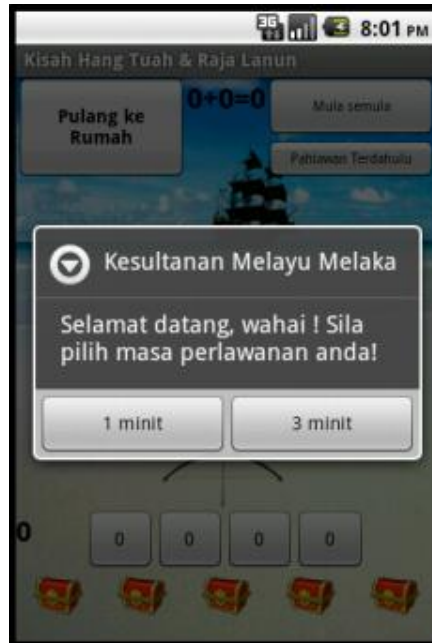 3G 8:01 PM
Kisah Hang Tuah & Raja Lanun
Pulang ke
Rumah
0+0=0
Mula semula
Pahlawan Terdahulu
Kesultanan Melayu Melaka
Selamat datang, wahai ! Sila
pilih masa perlawanan anda!
1 minit
3 minit
0
0
0
0
0